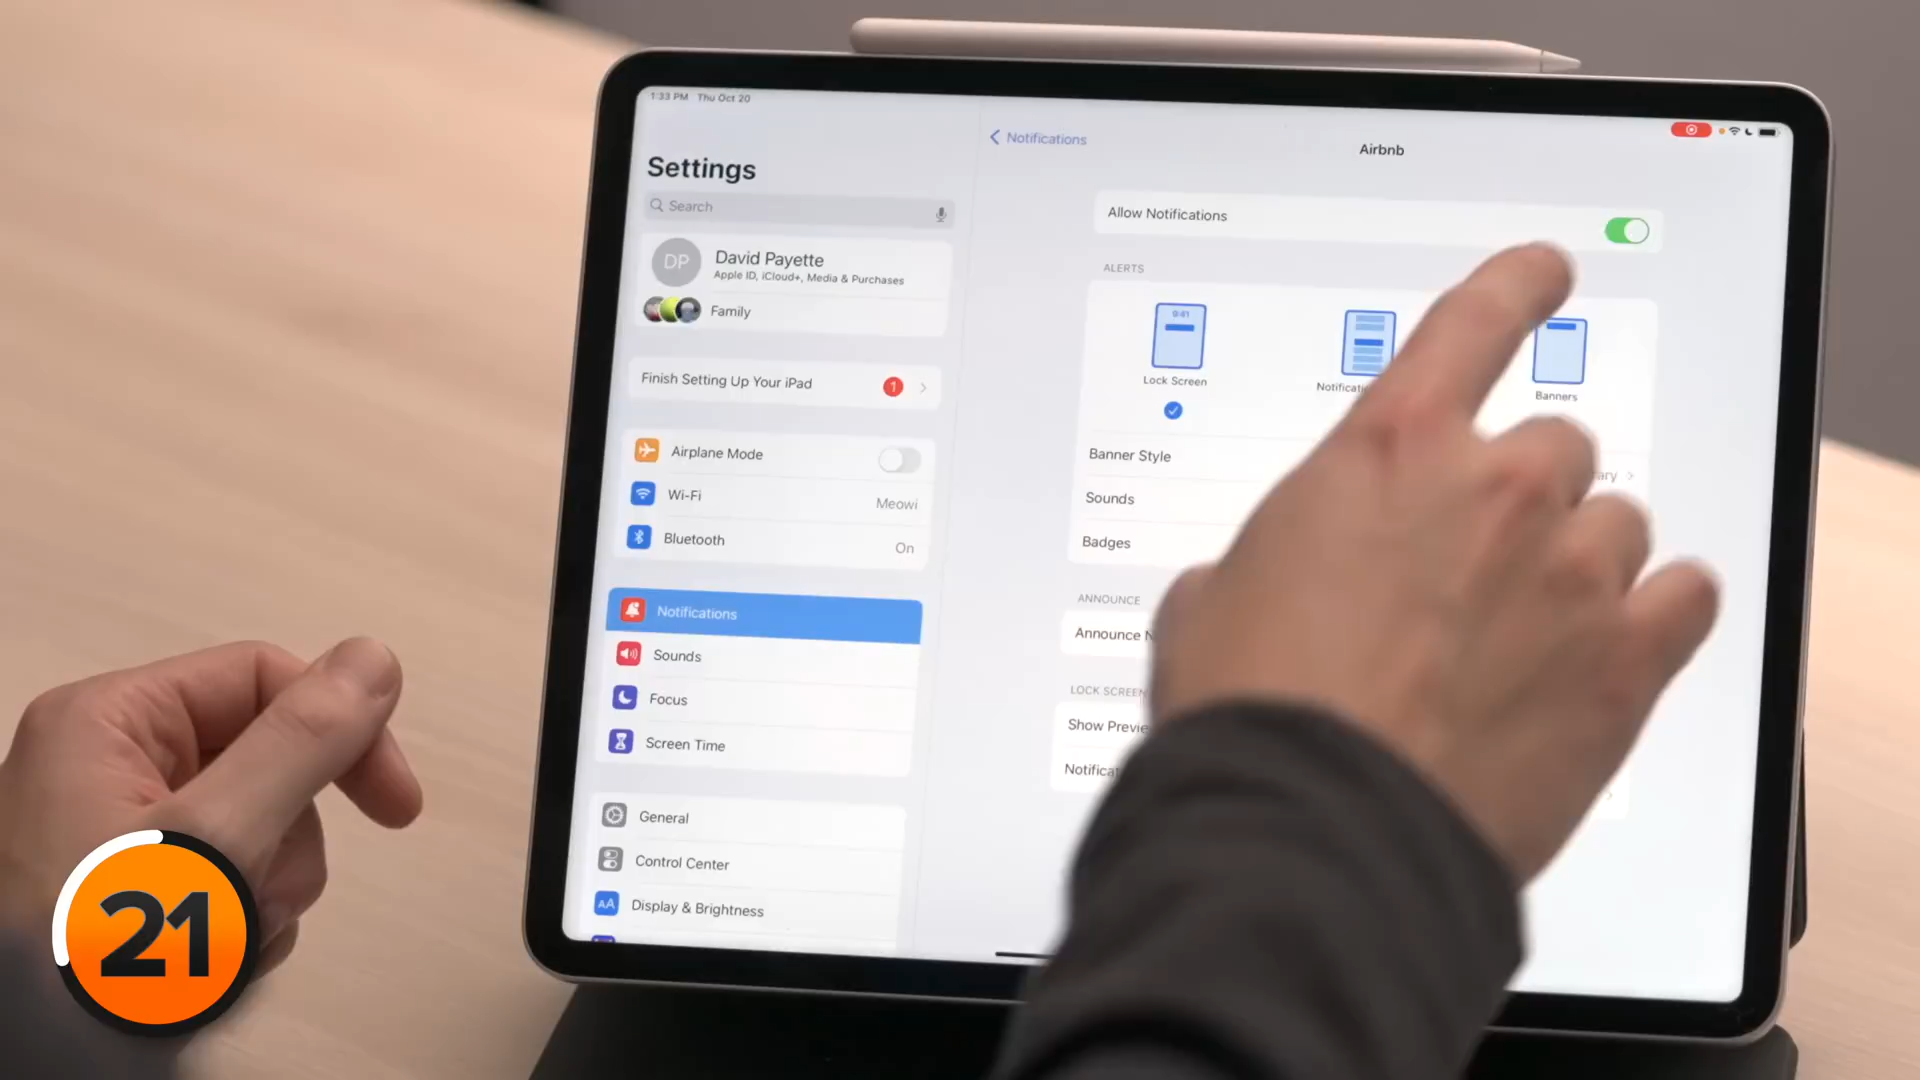 1:33 PM Thu Oct 20
Settings
Search
DP
David Payette
Apple ID, iCloud+, Media & Purchases
Family
Finish Setting Up Your iPad
1
Airplane Mode
Wi-Fi
Meowi
Bluetooth
On
Notifications
Sounds
Focus
Screen Time
General
Control Center
AA
Display & Brightness
Notifications
Airbnb
Allow Notifications
ALERTS
9:41
Lock Screen
Banners
Banner Style
Sounds
Badges
ANNOUNCE
Announce
LOCK SCREEN
Show
21